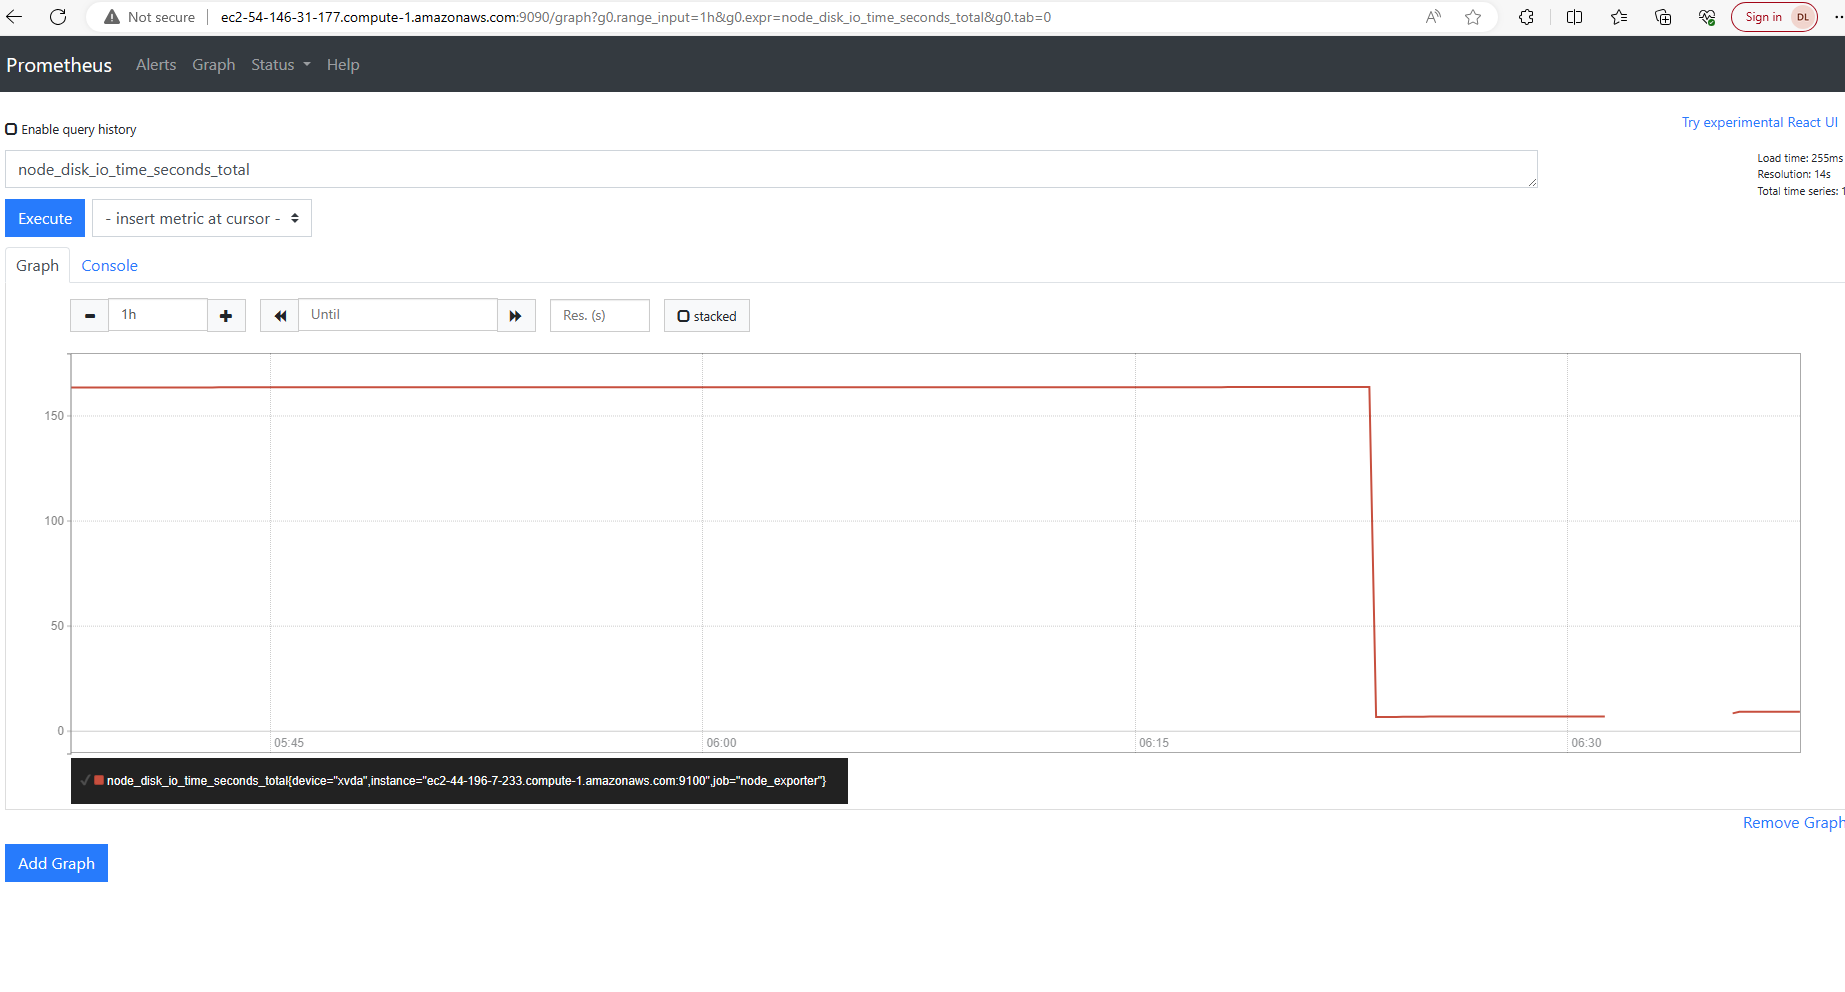 Not secure ec2-54-146-31-177.compute-1.amazonaws.com:9090/graph?g0.range_input=1h&g0.expr=node_disk_io_time_seconds_total&g0.tab=0 A Sign in DL
Prometheus Alerts Graph Status Help
Enable query history Try experimental React UI
node_disk_io_time_seconds_total
Load time: 255ms
Resolution: 14s
Total time series: 1
Execute - insert metric at cursor -
Graph Console
1h Until Res. (s) stacked
150
100
50
0
05:45 06:00 06:15 06:30
node_disk_io_time_seconds_total{device="xvda",instance="ec2-44-196-7-233.compute-1.amazonaws.com:9100",job="node_exporter"}
Remove Graph
Add Graph